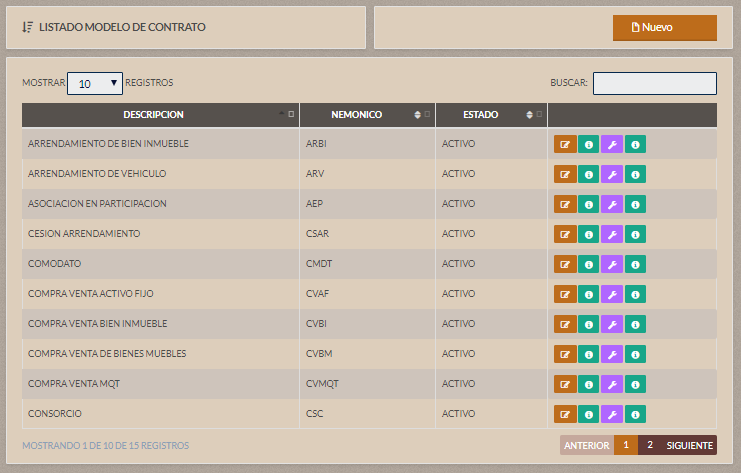 LISTADO MODELO DE CONTRATO
Nuevo
MOSTRAR 10 REGISTROS BUSCAR:
DESCRIPCION NEMONICO ESTADO
ARRENDAMIENTO DE BIEN INMUEBLE ARBI ACTIVO
ARRENDAMIENTO DE VEHICULO ARV ACTIVO
ASOCIACION EN PARTICIPACION AEP ACTIVO
CESION ARRENDAMIENTO CSAR ACTIVO
COMODATO CMDT ACTIVO
COMPRA VENTA ACTIVO FIJO CVAF ACTIVO
COMPRA VENTA BIEN INMUEBLE CVBI ACTIVO
COMPRA VENTA DE BIENES MUEBLES CVBM ACTIVO
COMPRA VENTA MQT CVMQT ACTIVO
CONSORCIO CSC ACTIVO
MOSTRANDO 1 DE 10 DE 15 REGISTROS ANTERIOR 1 2 SIGUIENTE